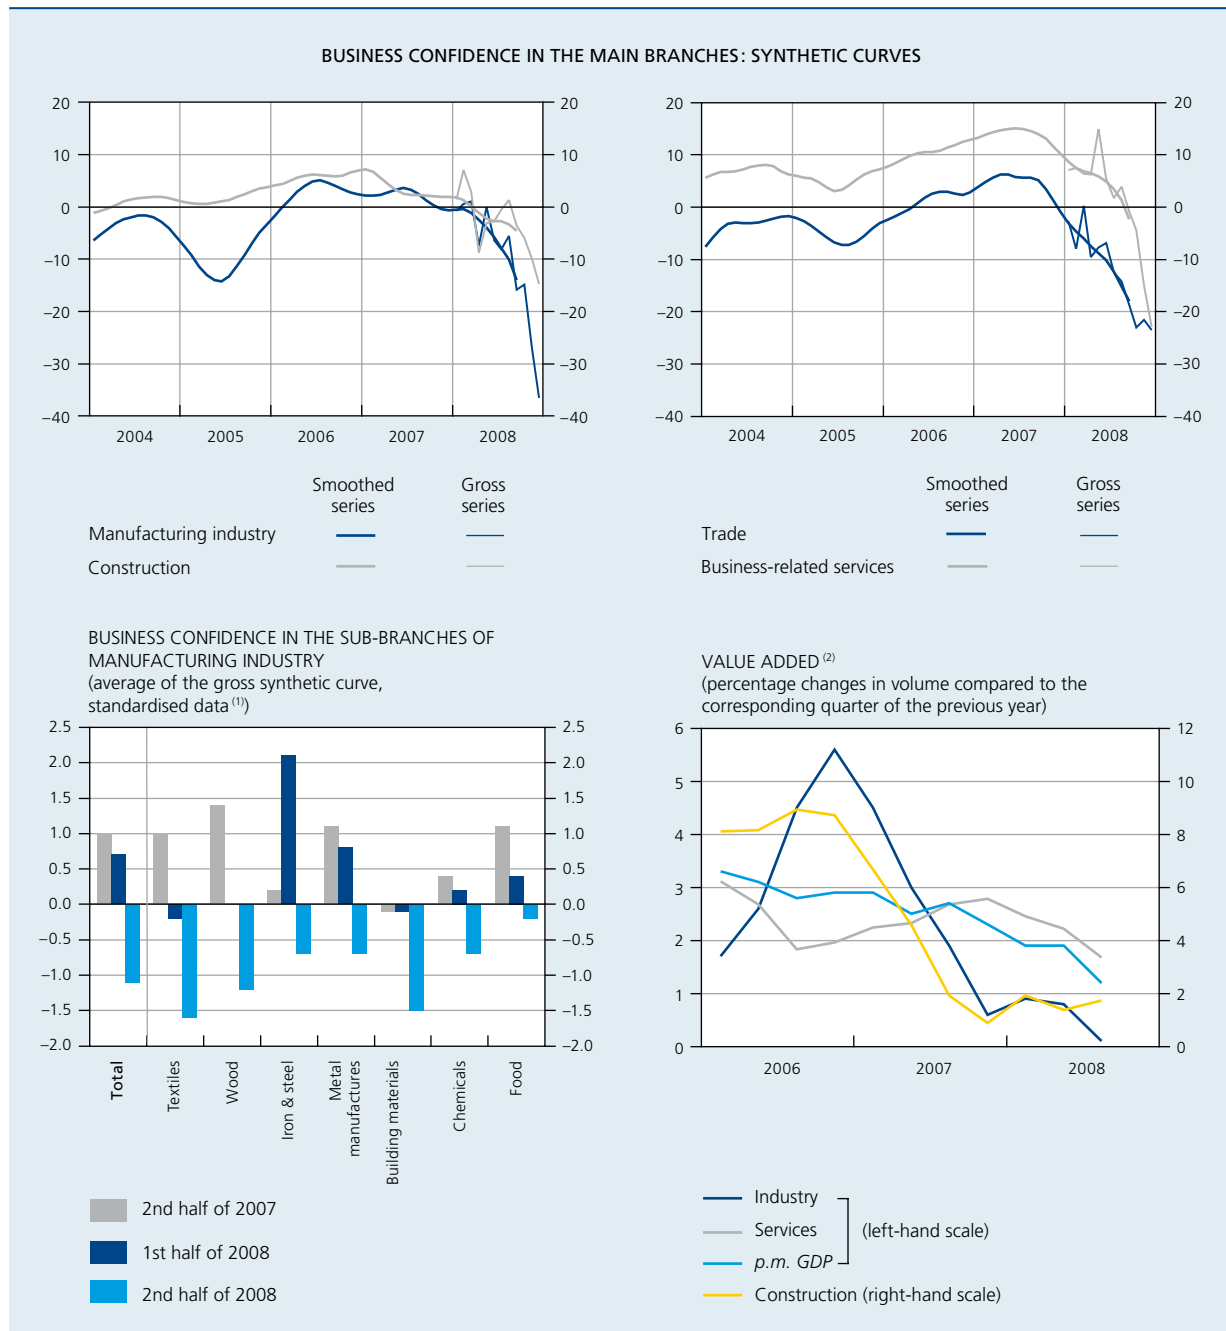 BUSINESS CONFIDENCE IN THE MAIN BRANCHES: SYNTHETIC CURVES
20 20
10 10
0 0
–10 –10
–20 –20
–30 –30
–40 –40
2004 2005 2006 2007 2008
Smoothed series Gross series
Manufacturing industry
Construction
20 20
10 10
0 0
–10 –10
–20 –20
–30 –30
–40 –40
2004 2005 2006 2007 2008
Smoothed series Gross series
Trade
Business-related services
BUSINESS CONFIDENCE IN THE SUB-BRANCHES OF
MANUFACTURING INDUSTRY
(average of the gross synthetic curve,
standardised data (1))
2.5 2.5
2.0 2.0
1.5 1.5
1.0 1.0
0.5 0.5
0.0 0.0
–0.5 –0.5
–1.0 –1.0
–1.5 –1.5
–2.0 –2.0
Total
Textiles
Wood
Iron & steel
Metal
manufactures
Building materials
Chemicals
Food
2nd half of 2007
1st half of 2008
2nd half of 2008
VALUE ADDED (2)
(percentage changes in volume compared to the
corresponding quarter of the previous year)
6 12
5 10
4 8
3 6
2 4
1 2
0 0
2006 2007 2008
Industry
Services (left-hand scale)
p.m. GDP
Construction (right-hand scale)